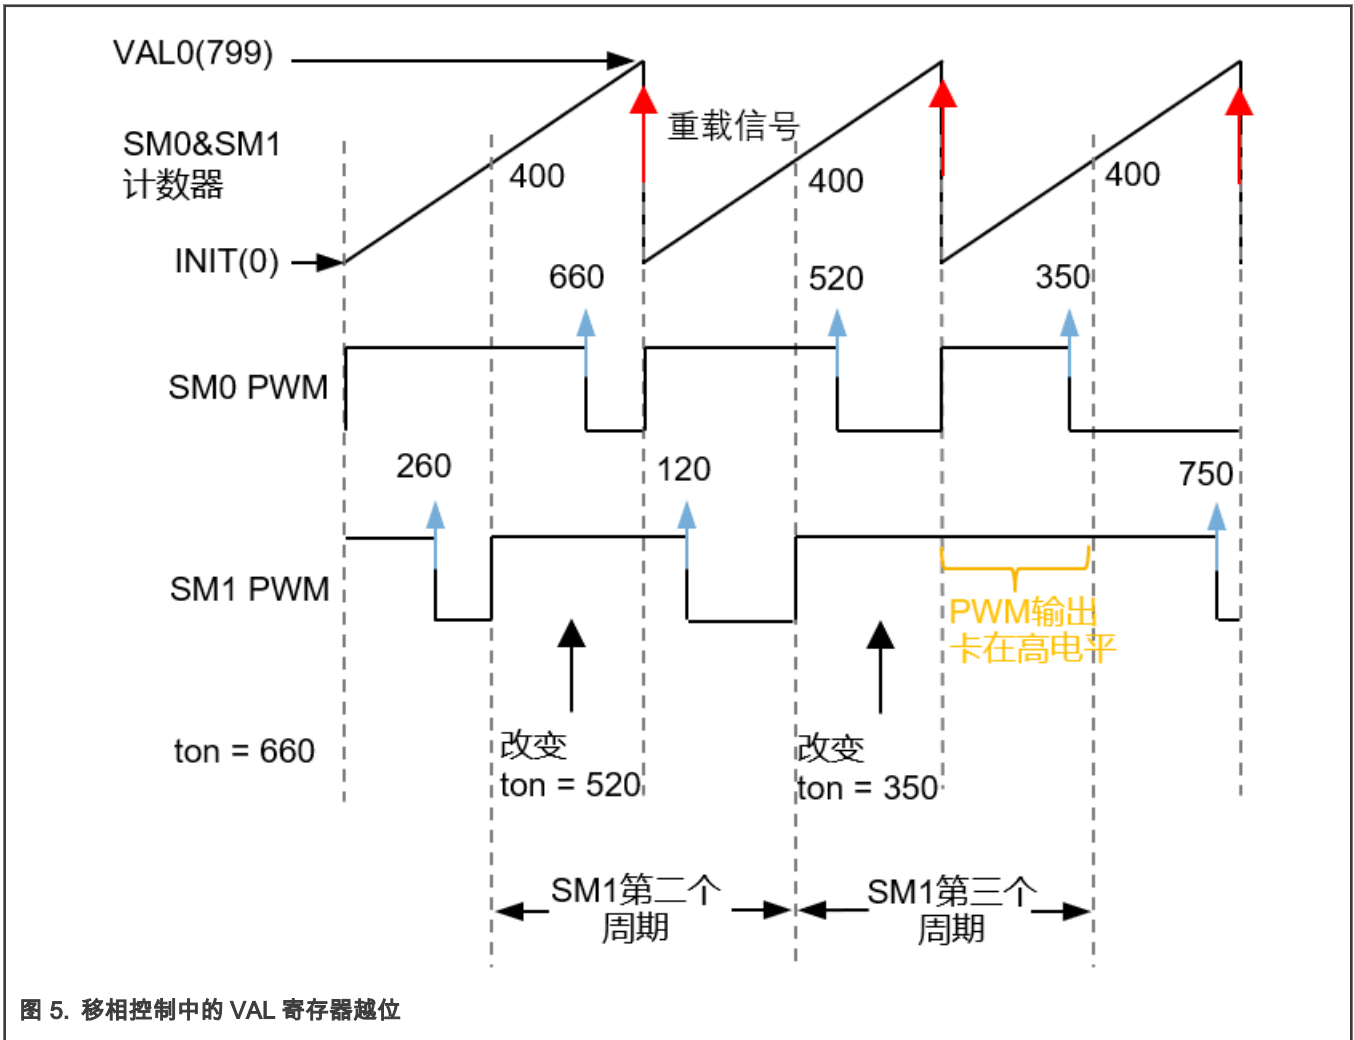 VAL0(799)
重载信号
SM0&SM1
计数器
400
400
400
INIT(0)
660
520
350
SM0 PWM
260
120
750
SM1 PWM
PWM输出
卡在高电平
ton = 660
改变
ton = 520
改变
ton = 350
SM1第二个
周期
SM1第三个
周期
图 5. 移相控制中的 VAL 寄存器越位